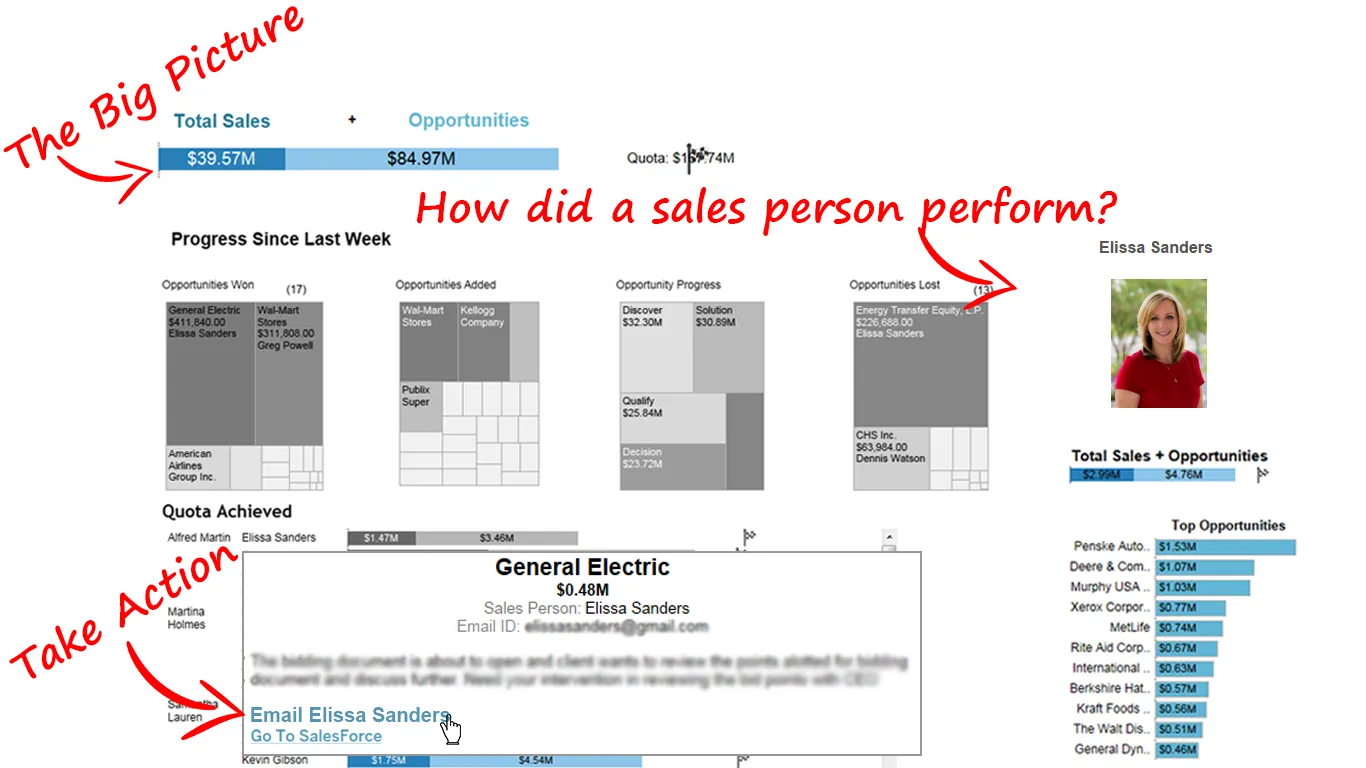 The Big Picture
Total Sales + Opportunities
$39.57M $84.97M
How did a sales person perform?
Progress Since Last Week
Elissa Sanders
Opportunities Won (17)
General Electric
$411,840.00
Elissa Sanders
Wal-Mart
Stores
$311,808.00
Greg Powell
American
Airlines
Group Inc.
Opportunities Added
Wal-Mart
Stores
Kellogg
Company
Publix
Super
Opportunity Progress
Discover
$32.30M
Solution
$30.89M
Qualify
$25.84M
Decision
$23.72M
Opportunities Lost (13)
Energy Transfer Equity, L.P.
$226,688.00
Elissa Sanders
CHS Inc.
$63,984.00
Dennis Watson
Total Sales + Opportunities
$2.99M $4.76M
Quota:
Quota Achieved
Alfred Martin Elissa Sanders $1.47M $3.46M
Take Action
Martina
Holmes
Lauren
General Electric
$0.48M
Sales Person: Elissa Sanders
Email ID: elissasanders@gmail.com
Email Elissa Sanders
Go To SalesForce
Kevin Gibson $1.75M $4.54M
Top Opportunities
Penske Auto.. $1.53M
Deere & Com.. $1.07M
Murphy USA .. $1.03M
Xerox Corpor.. $0.77M
MetLife $0.74M
Rite Aid Corp.. $0.67M
International .. $0.63M
Berkshire Hat.. $0.57M
Kraft Foods .. $0.56M
The Walt Dis.. $0.51M
General Dyn.. $0.46M